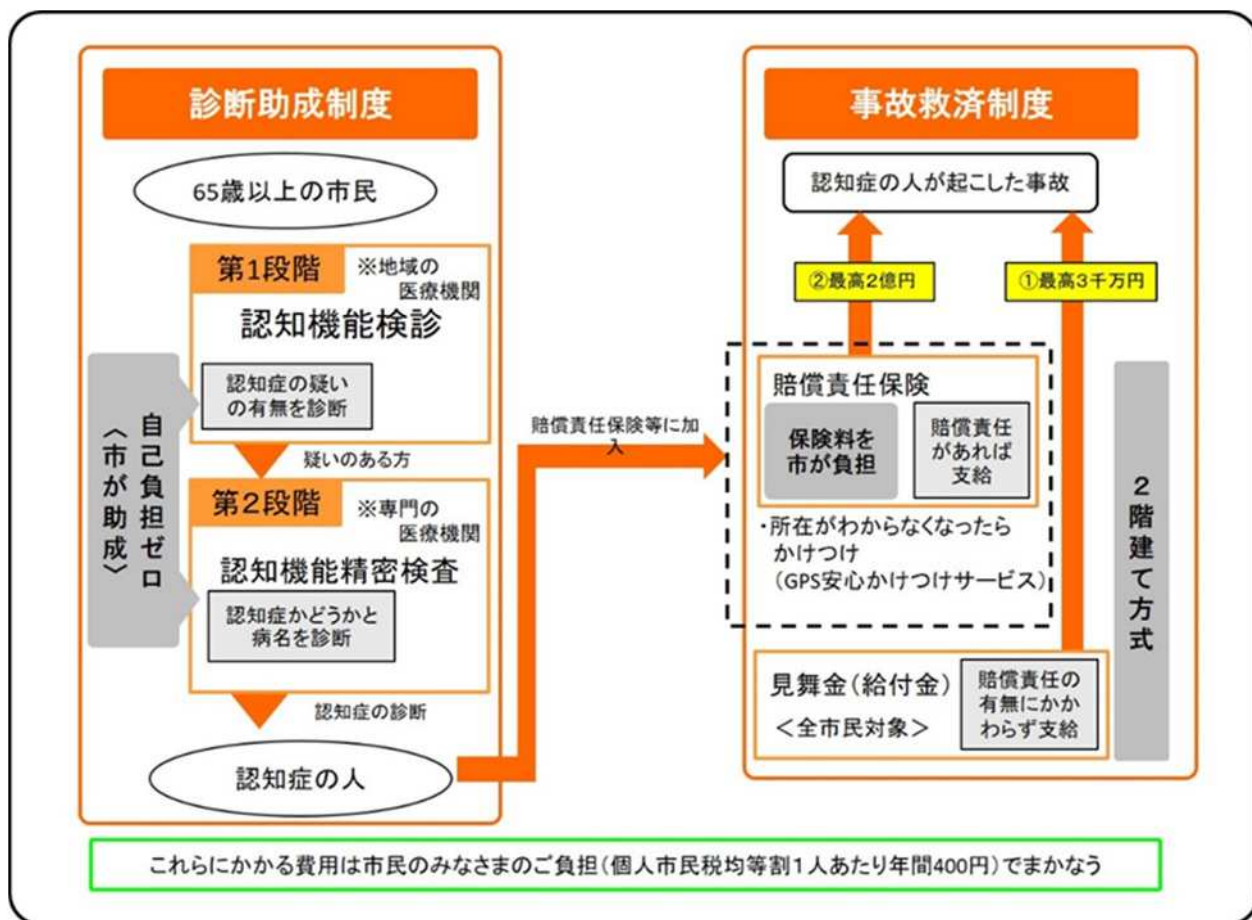 診断助成制度
65歳以上の市民
第1段階
※地域の
医療機関
認知機能検診
認知症の疑い
の有無を診断
疑いのある方
第2段階
※専門の
医療機関
認知機能精密検査
認知症かどうかと
病名を診断
認知症の診断
認知症の人
自己負担ゼロ
〈市が助成〉
賠償責任保険等に加
入
事故救済制度
認知症の人が起こした事故
②最高2億円
①最高3千万円
賠償責任保険
保険料を
市が負担
賠償責任
があれば
支給
・所在がわからなくなったら
かけつけ
（GPS安心かけつけサービス）
見舞金（給付金）
＜全市民対象＞
賠償責任の
有無にかか
わらず支給
2階建て方式
これらにかかる費用は市民のみなさまのご負担（個人市民税均等割1人あたり年間400円）でまかなう